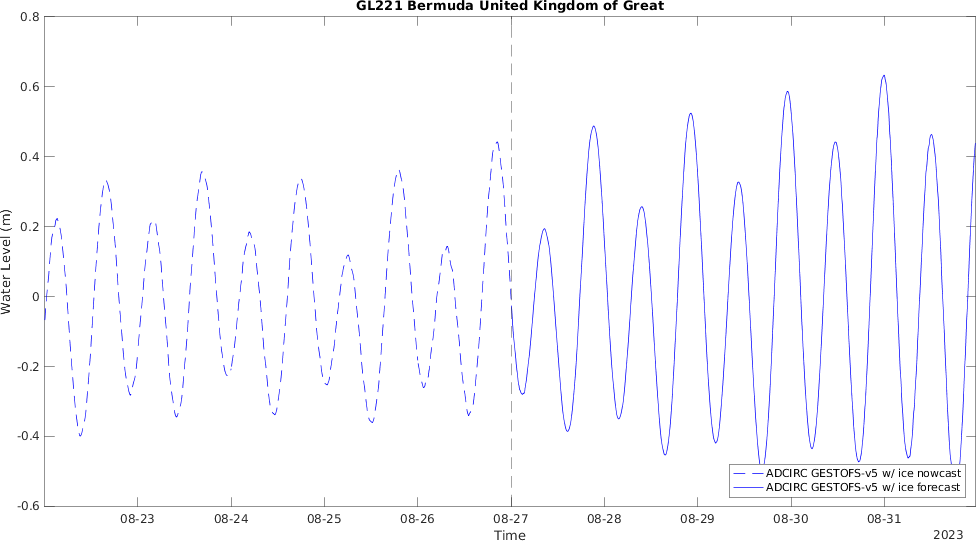 GL221 Bermuda United Kingdom of Great
0.8
0.6
0.4
0.2
0
-0.2
-0.4
-0.6
Water Level (m)
ADCIRC GESTOFS-v5 w/ ice nowcast
ADCIRC GESTOFS-v5 w/ ice forecast
08-23 08-24 08-25 08-26 08-27 08-28 08-29 08-30 08-31
Time
2023